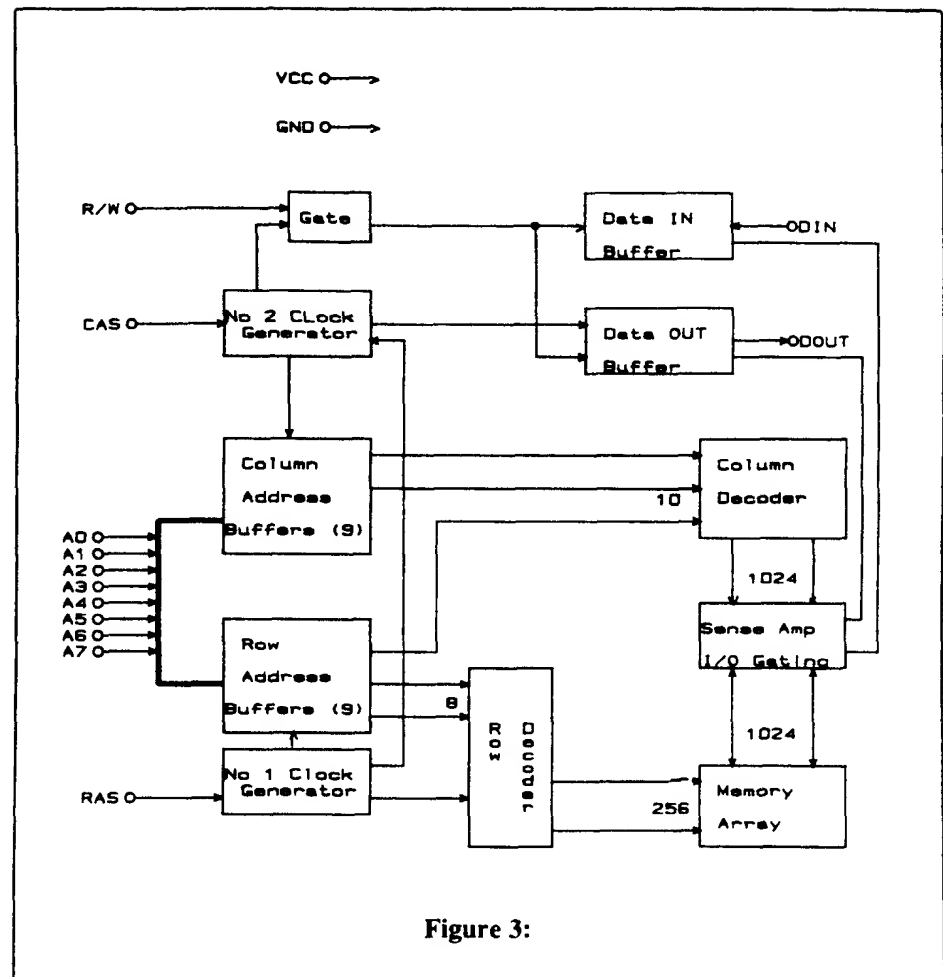 VCC
GND
R/W
Gate
Data IN
Buffer
DIN
CAS
No 2 CLock
Generator
Data OUT
Buffer
DOUT
Column
Address
Buffers (9)
10
Column
Decoder
A0
A1
A2
A3
A4
A5
A6
A7
1024
Row
Address
Buffers (9)
8
Row
Decoder
Sense Amp
I/O Gating
1024
RAS
No 1 Clock
Generator
256
Memory
Array
Figure 3: